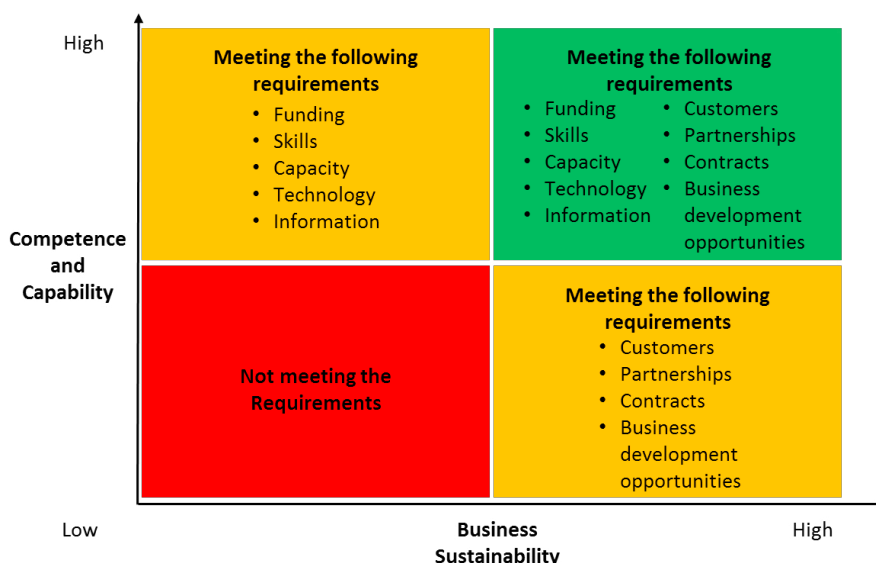 High
Meeting the following
requirements
• Funding
• Skills
• Capacity
• Technology
• Information
Meeting the following
requirements
• Funding
• Skills
• Capacity
• Technology
• Information
• Customers
• Partnerships
• Contracts
• Business
development
opportunities
Competence
and
Capability
Not meeting the
Requirements
Meeting the following
requirements
• Customers
• Partnerships
• Contracts
• Business
development
opportunities
Low
Business
Sustainability
High